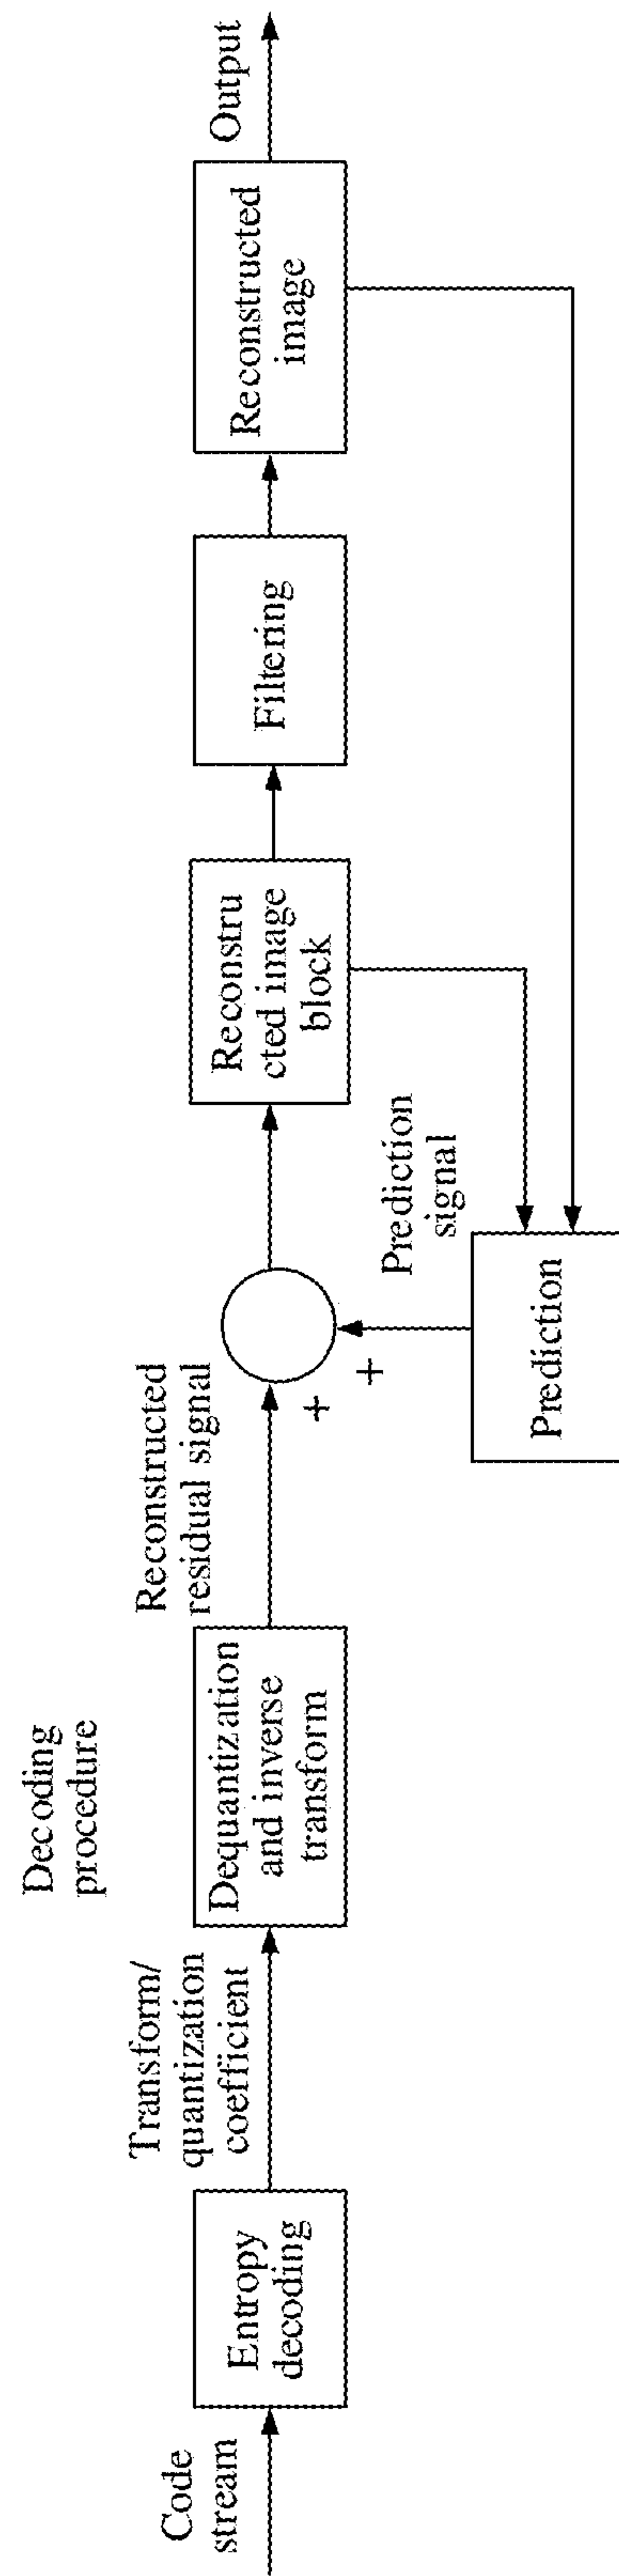 Decoding
procedure
Code
stream
Entropy
decoding
Transform/
quantization
coefficient
Dequantization
and inverse
transform
Reconstructed
residual signal
+
+
Prediction
signal
Prediction
Reconstru
cted image
block
Filtering
Reconstructed
image
Output